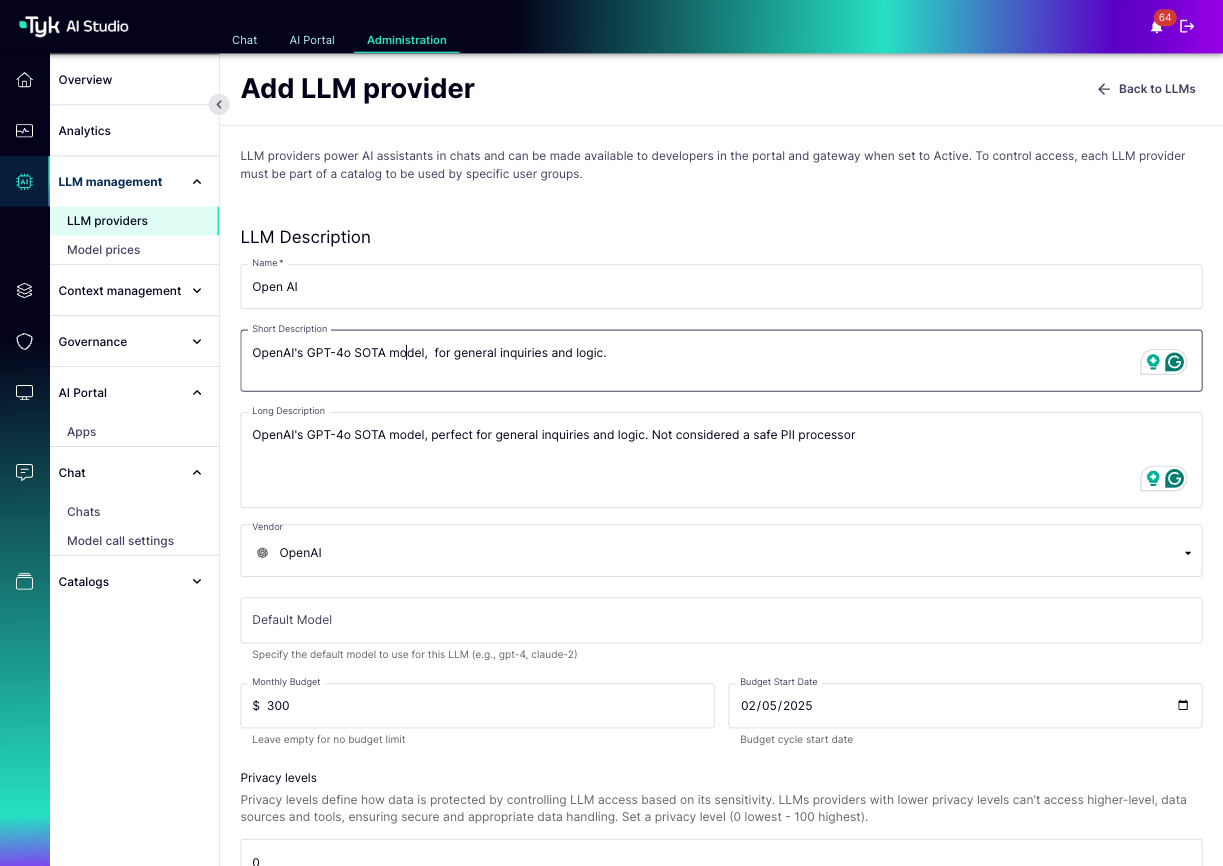 Tyk AI Studio
Chat
AI Portal
Administration
64
Overview
Analytics
LLM management
LLM providers
Model prices
Context management
Governance
AI Portal
Apps
Chat
Chats
Model call settings
Catalogs
AI
Add LLM provider
Back to LLMs
LLM providers power AI assistants in chats and can be made available to developers in the portal and gateway when set to Active. To control access, each LLM provider
must be part of a catalog to be used by specific user groups.
LLM Description
Name *
Open AI
Short Description
OpenAI's GPT-4o SOTA model,  for general inquiries and logic.
Long Description
OpenAI's GPT-4o SOTA model, perfect for general inquiries and logic. Not considered a safe PII processor
Vendor
OpenAI
Default Model
Specify the default model to use for this LLM (e.g., gpt-4, claude-2)
Monthly Budget
$ 300
Leave empty for no budget limit
Budget Start Date
02/05/2025
Budget cycle start date
Privacy levels
Privacy levels define how data is protected by controlling LLM access based on its sensitivity. LLMs providers with lower privacy levels can't access higher-level, data
sources and tools, ensuring secure and appropriate data handling. Set a privacy level (0 lowest - 100 highest).
0